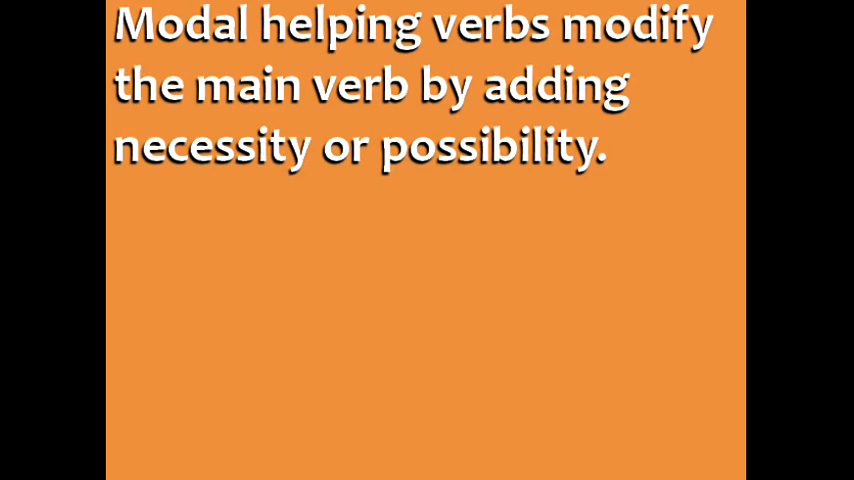 Modal helping verbs modify
the main verb by adding
necessity or possibility.